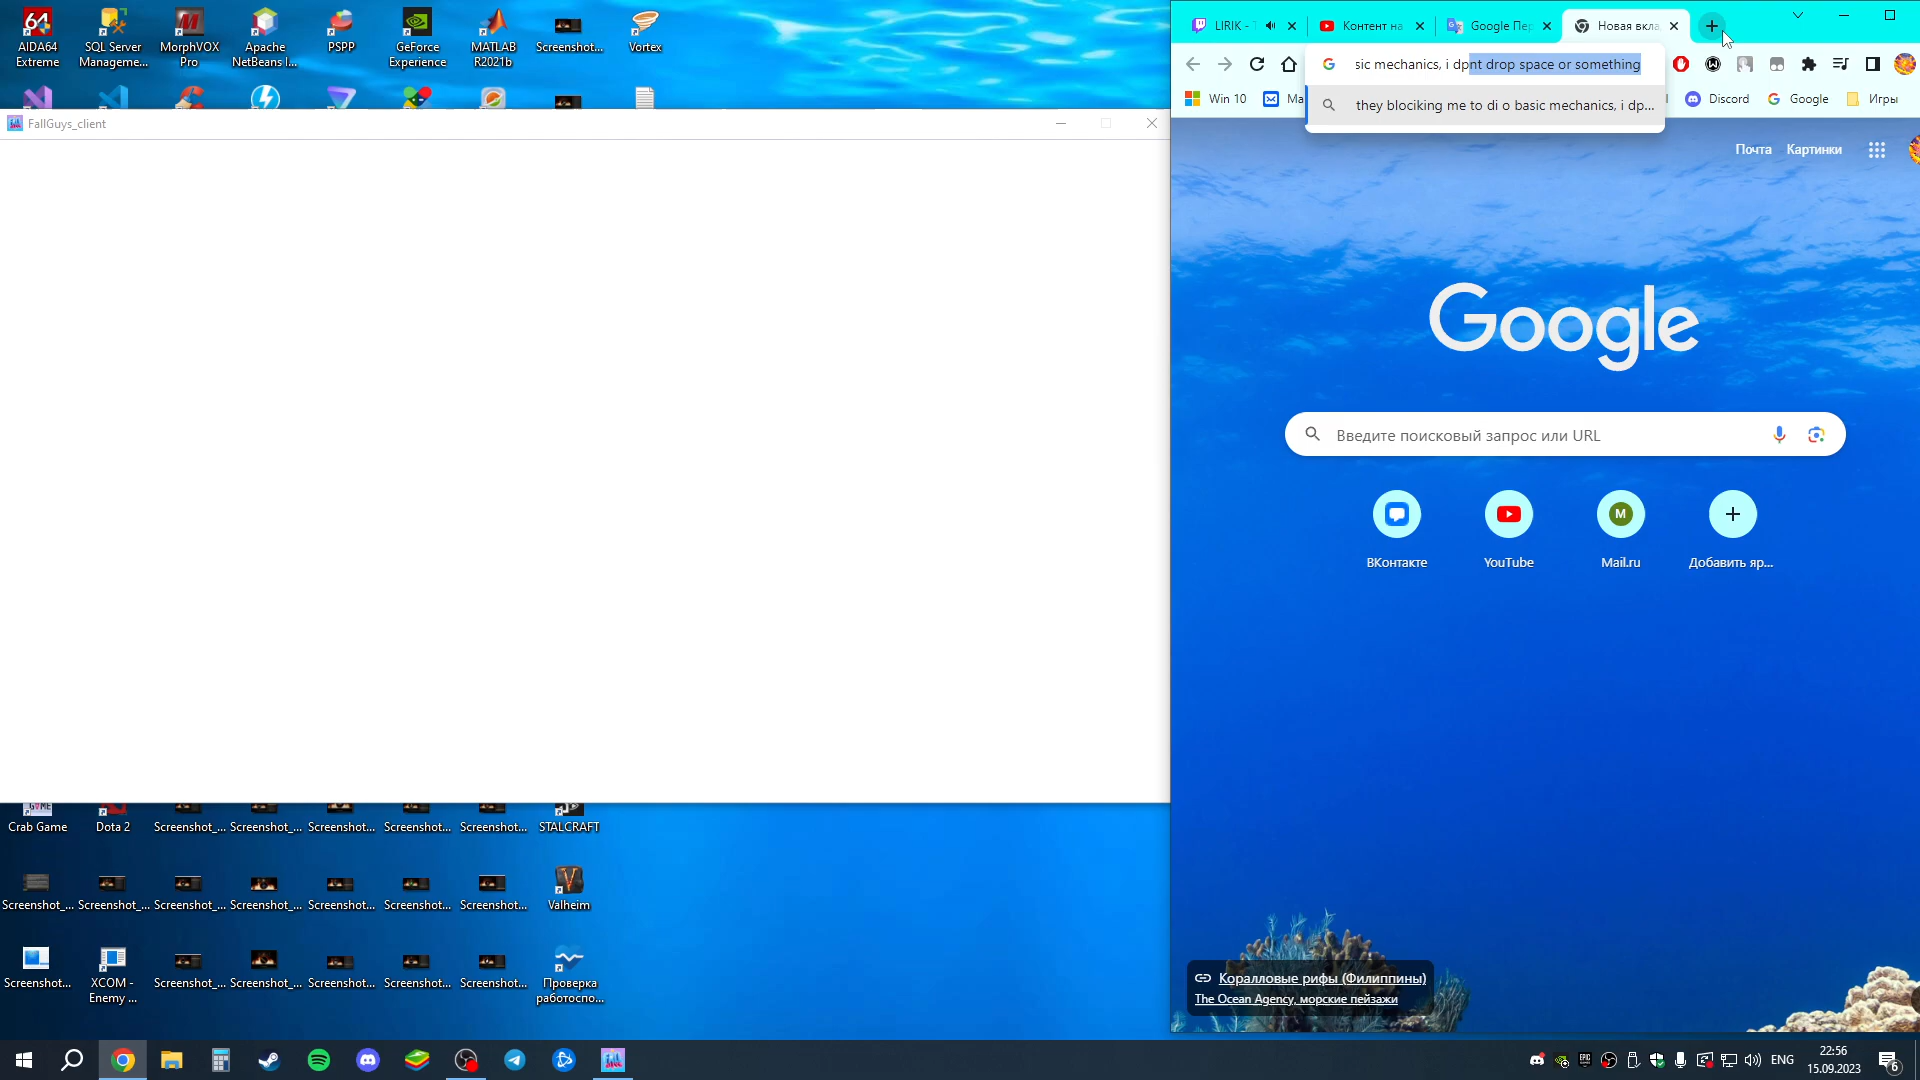 AIDA64 Extreme
SQL Server Manageme...
MorphVOX Pro
Apache NetBeans I...
PSPP
GeForce Experience
MATLAB R2021b
Screenshot...
Vortex
FallGuys_client
Crab Game
Dota 2
Screenshot_...
Screenshot_...
Screenshot...
Screenshot...
Screenshot...
STALCRAFT
Screenshot_...
Screenshot_...
Screenshot_...
Screenshot_...
Screenshot...
Screenshot...
Screenshot...
Valheim
Screenshot...
XCOM - Enemy ...
Screenshot_...
Screenshot_...
Screenshot...
Screenshot...
Screenshot...
Проверка работоспо...
LIRIK - 
Контент на
Google Пер
Новая вкла
sic mechanics, i dpnt drop space or something
they blociking me to di o basic mechanics, i dp...
Win 10
Ma
Discord
Google
Игры
Почта
Картинки
Google
Введите поисковый запрос или URL
M
ВКонтакте
YouTube
Mail.ru
Добавить яр...
Коралловые рифы (Филиппины)
The Ocean Agency, морские пейзажи
ENG
22:56
15.09.2023
6